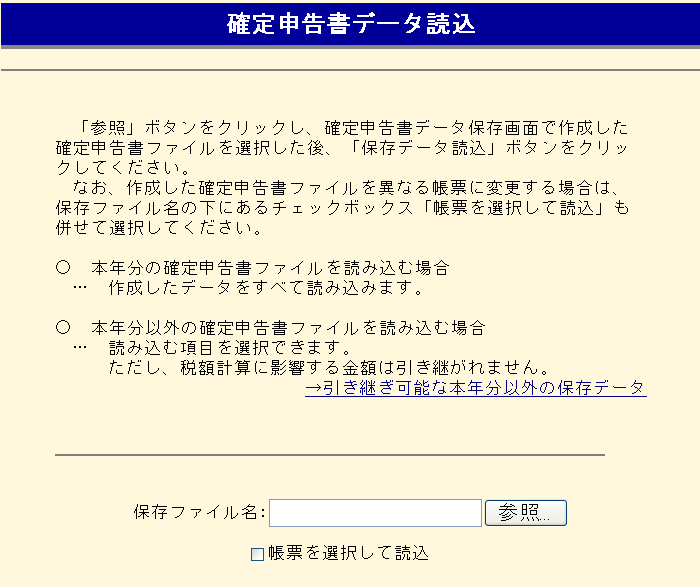 確定申告書データ読込
「参照」ボタンをクリックし、確定申告書データ保存画面で作成した
確定申告書ファイルを選択した後、「保存データ読込」ボタンをクリッ
クしてください。
なお、作成した確定申告書ファイルを異なる帳票に変更する場合は、
保存ファイル名の下にあるチェックボックス「帳票を選択して読込」も
併せて選択してください。
○ 本年分の確定申告書ファイルを読み込む場合
… 作成したデータをすべて読み込みます。
○ 本年分以外の確定申告書ファイルを読み込む場合
… 読み込む項目を選択できます。
ただし、税額計算に影響する金額は引き継がれません。
→引き継ぎ可能な本年分以外の保存データ
保存ファイル名: 参照...
帳票を選択して読込